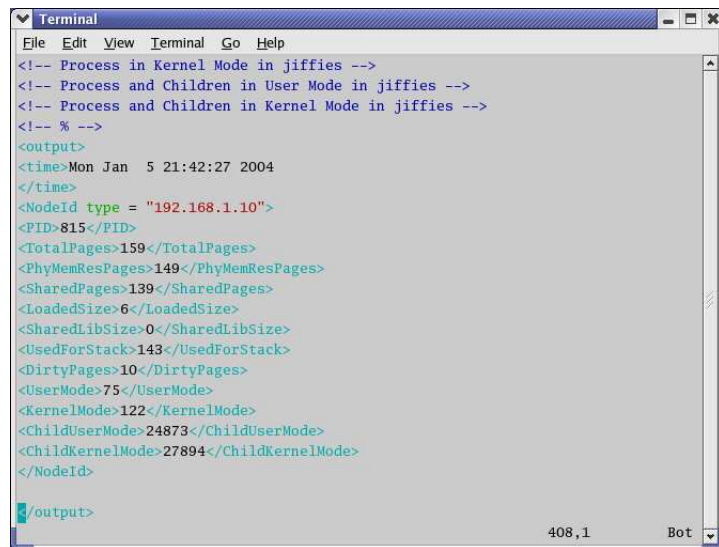 Terminal
File Edit View Terminal Go Help
<!-- Process in Kernel Mode in jiffies -->
<!-- Process and Children in User Mode in jiffies -->
<!-- Process and Children in Kernel Mode in jiffies -->
<!-- % -->
<output>
<time>Mon Jan  5 21:42:27 2004
</time>
<NodeId type = "192.168.1.10">
<PID>815</PID>
<TotalPages>159</TotalPages>
<PhyMemResPages>149</PhyMemResPages>
<SharedPages>139</SharedPages>
<LoadedSize>6</LoadedSize>
<SharedLibSize>0</SharedLibSize>
<UsedForStack>143</UsedForStack>
<DirtyPages>10</DirtyPages>
<UserMode>75</UserMode>
<KernelMode>122</KernelMode>
<ChildUserMode>24873</ChildUserMode>
<ChildKernelMode>27894</ChildKernelMode>
</NodeId>
</output>
408,1 Bot